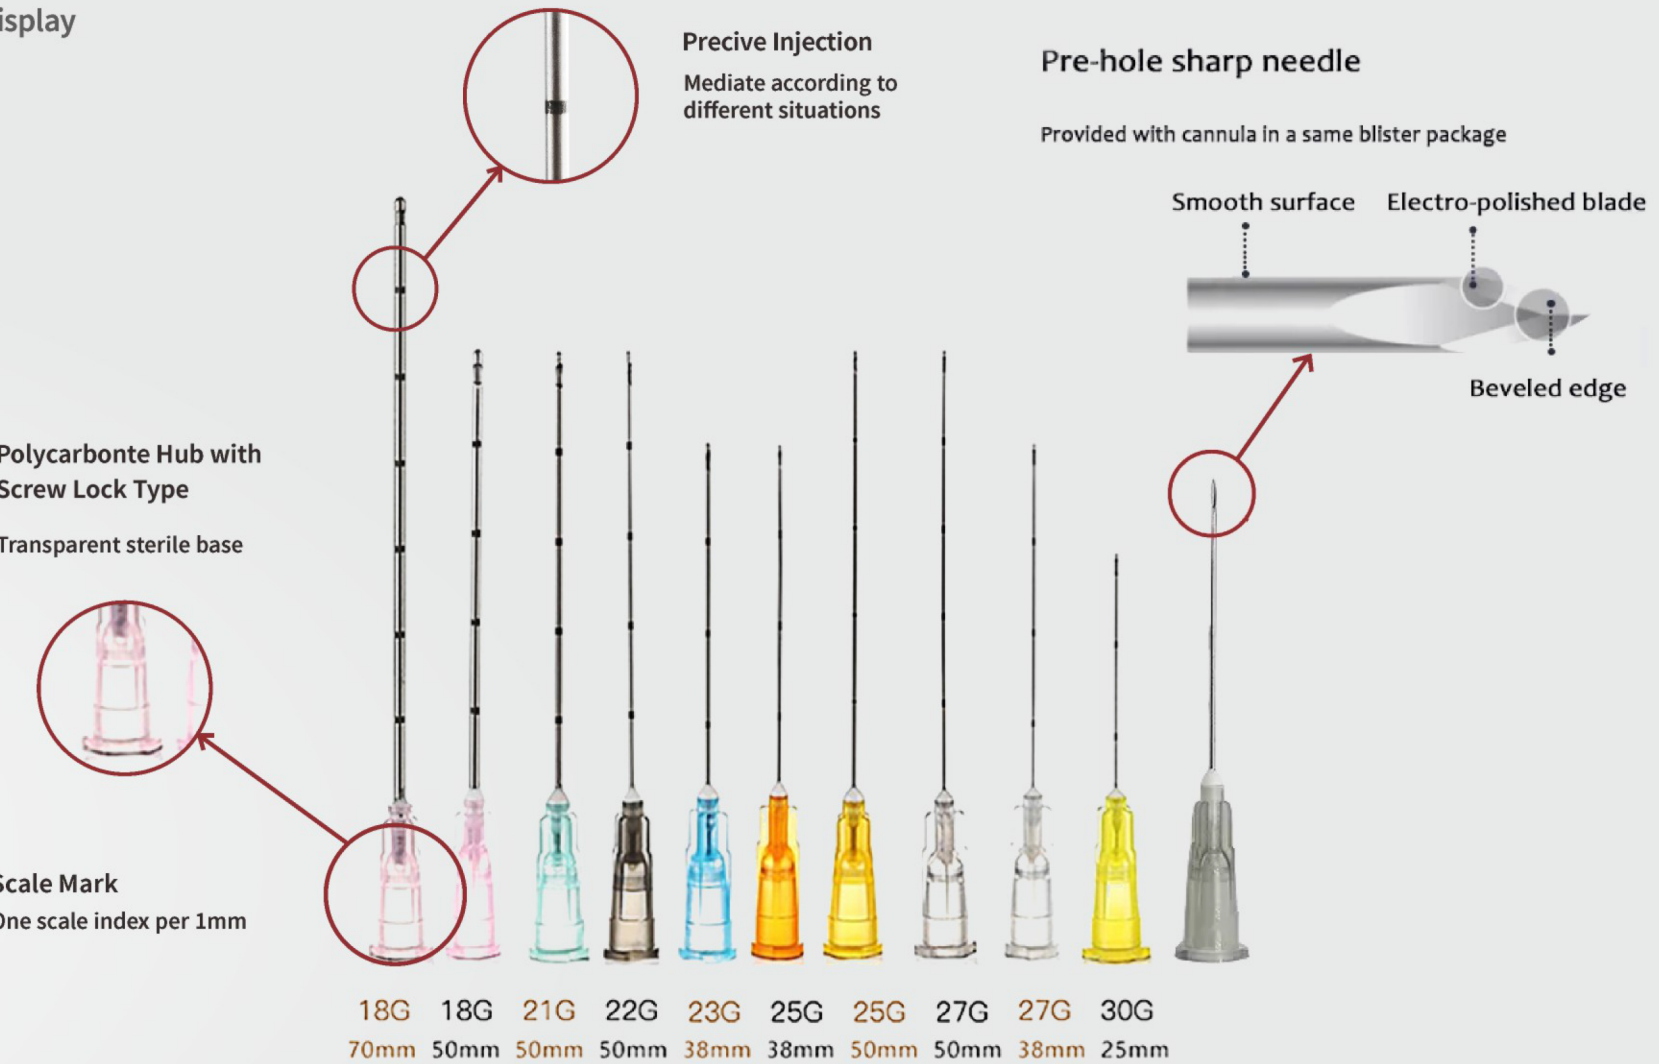 isplay
Precive Injection
Mediate according to
different situations
Pre-hole sharp needle
Provided with cannula in a same blister package
Smooth surface Electro-polished blade
Beveled edge
Polycarbonte Hub with
Screw Lock Type
Transparent sterile base
Scale Mark
One scale index per 1mm
18G 18G 21G 22G 23G 25G 25G 27G 27G 30G
70mm 50mm 50mm 50mm 38mm 38mm 50mm 50mm 38mm 25mm